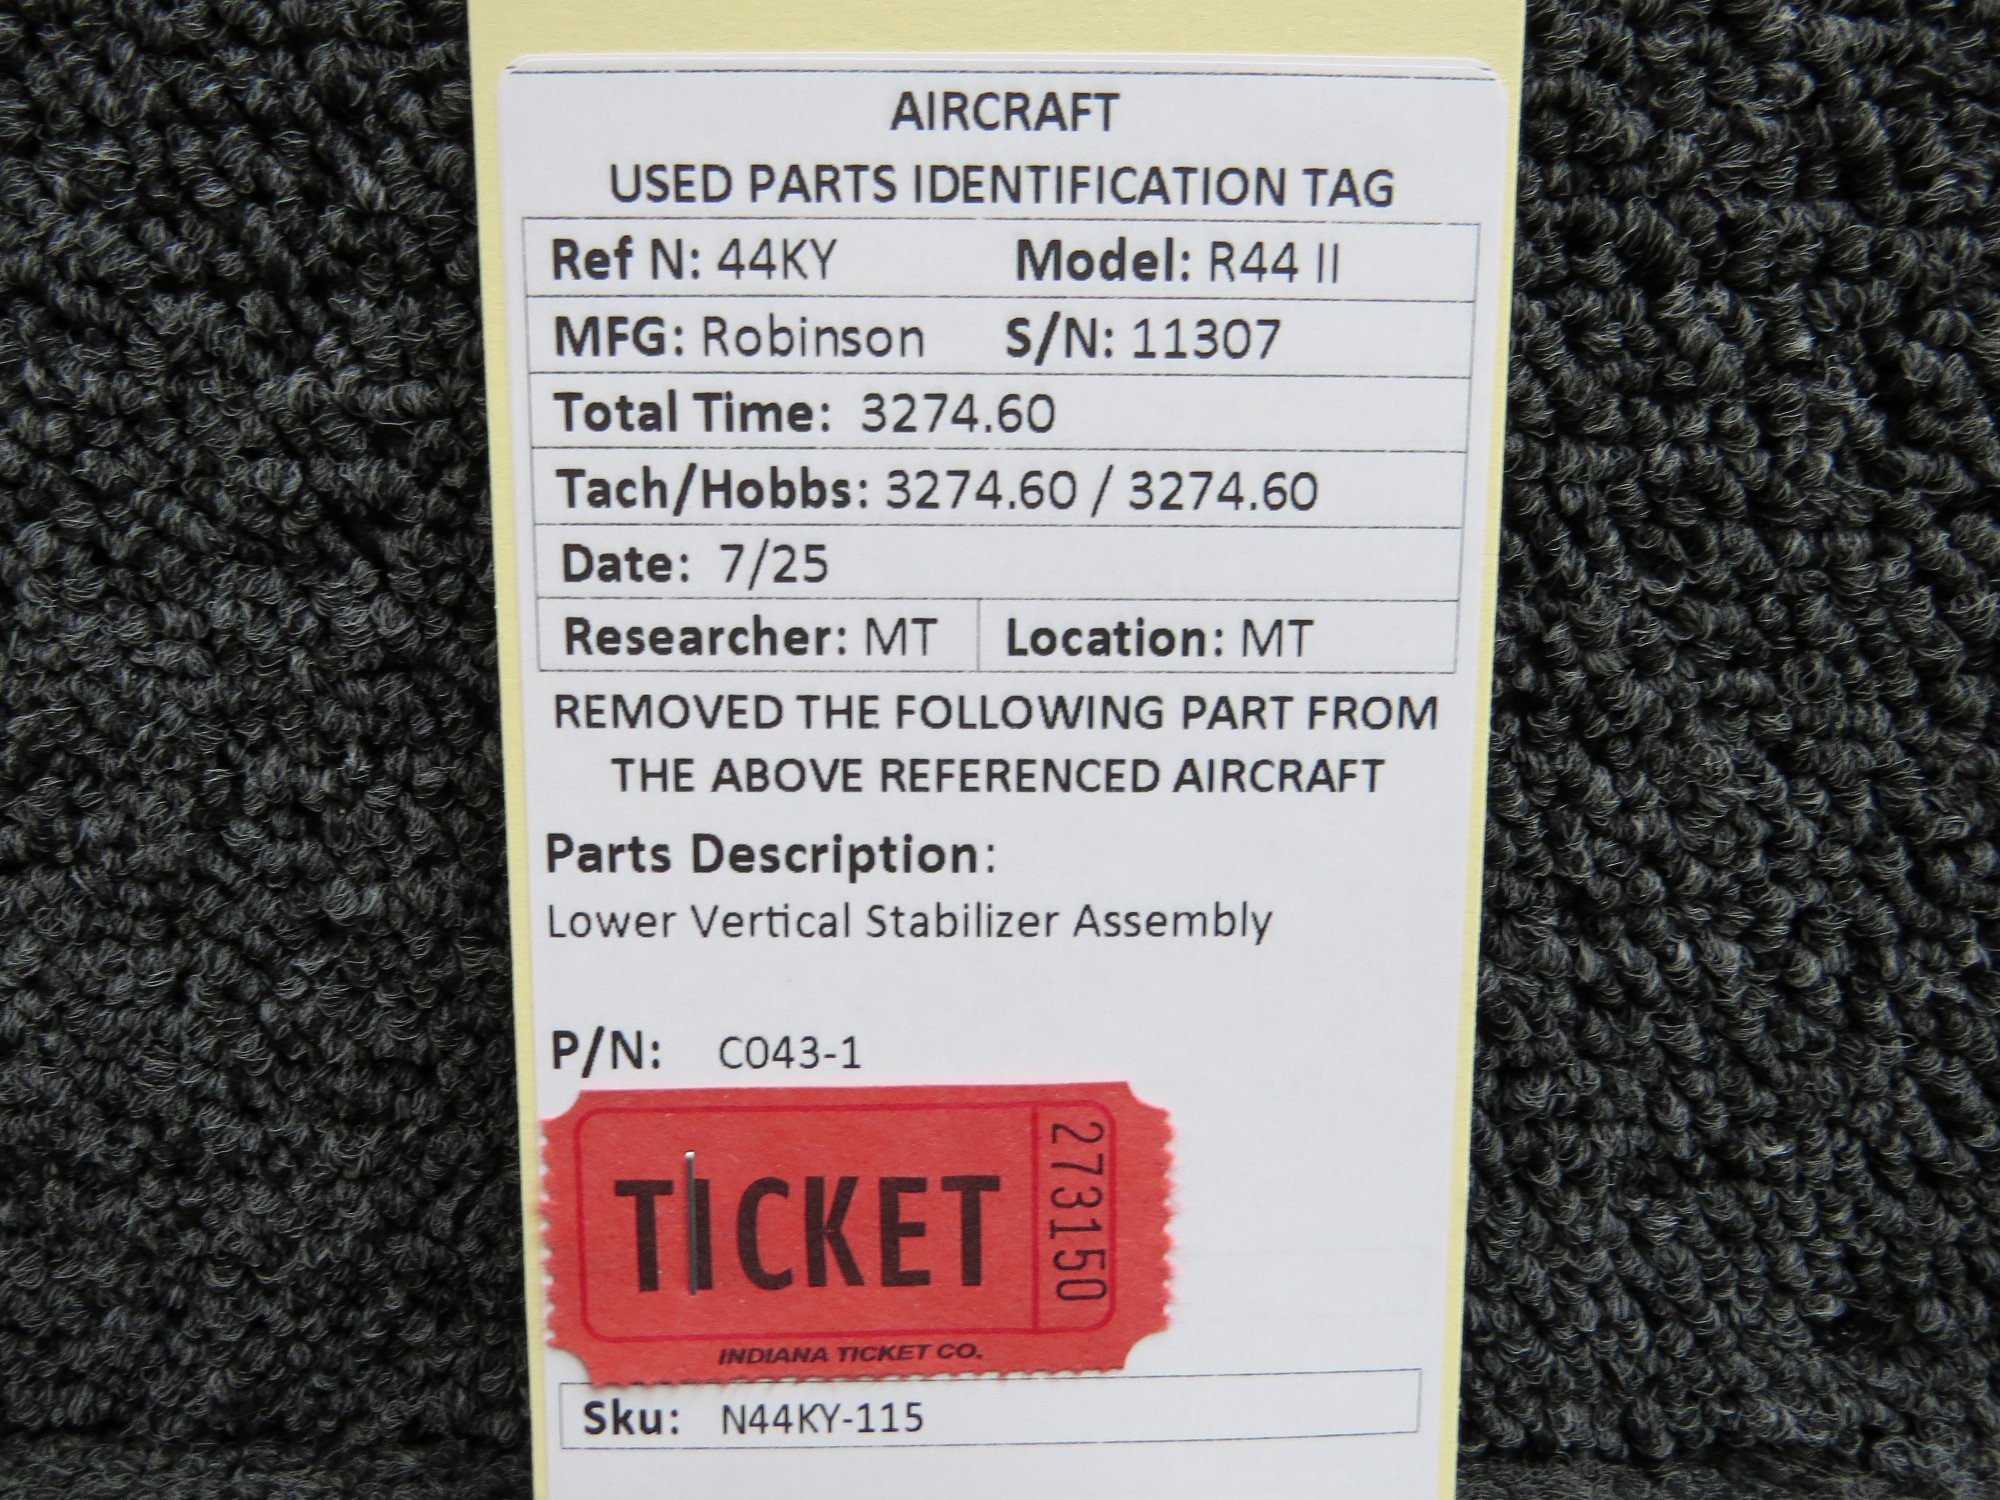 AIRCRAFT
USED PARTS IDENTIFICATION TAG
Ref N: 44KY Model: R44 II
MFG: Robinson S/N: 11307
Total Time: 3274.60
Tach/Hobbs: 3274.60 / 3274.60
Date: 7/25
Researcher: MT Location: MT
REMOVED THE FOLLOWING PART FROM
THE ABOVE REFERENCED AIRCRAFT
Parts Description:
Lower Vertical Stabilizer Assembly
P/N: C043-1
TICKET
273150
INDIANA TICKET CO.
Sku: N44KY-115